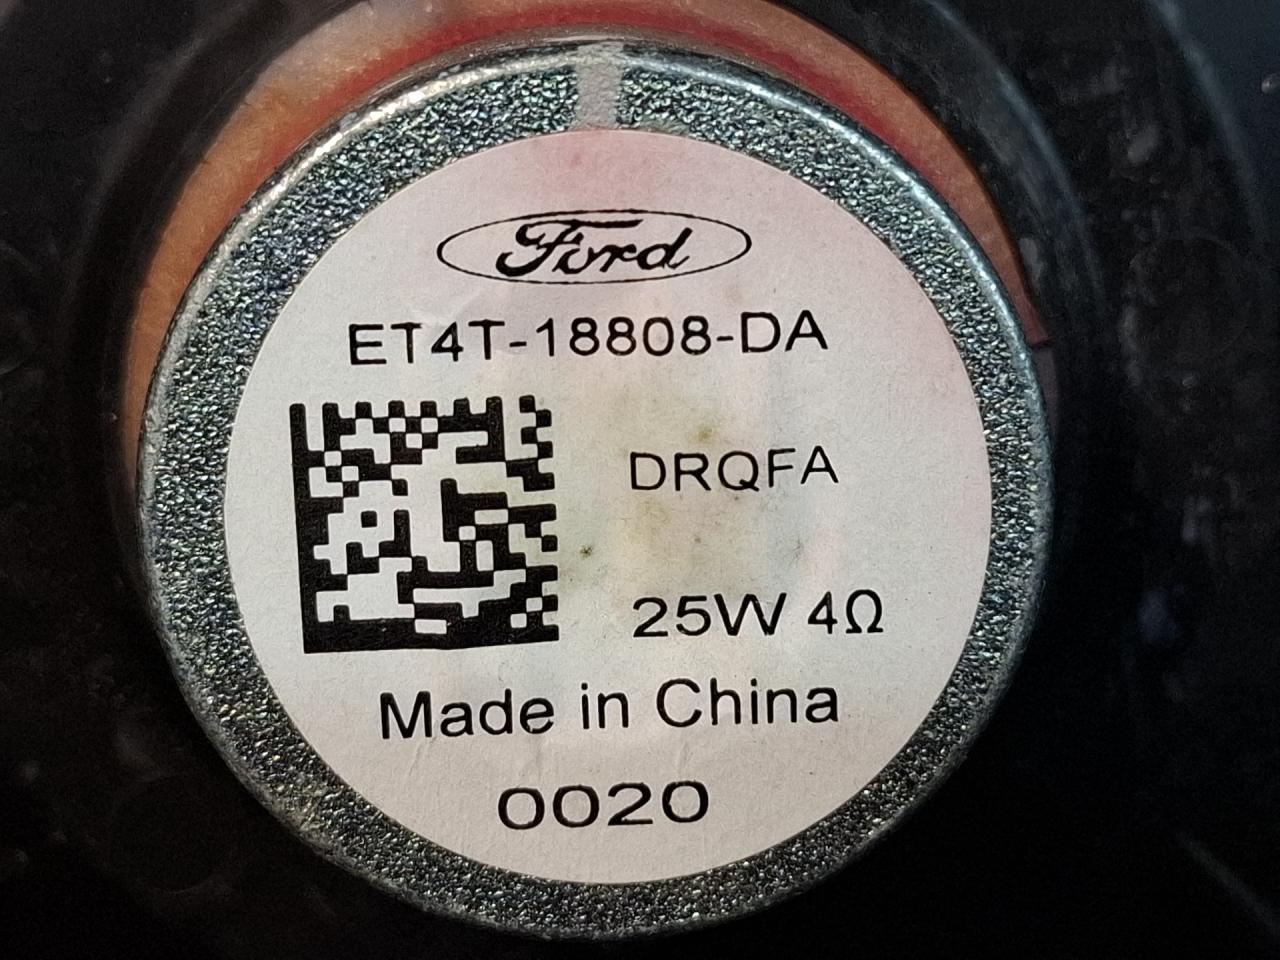 Ford
ET4T-18808-DA
DRQFA
25W 4Ω
Made in China
0020